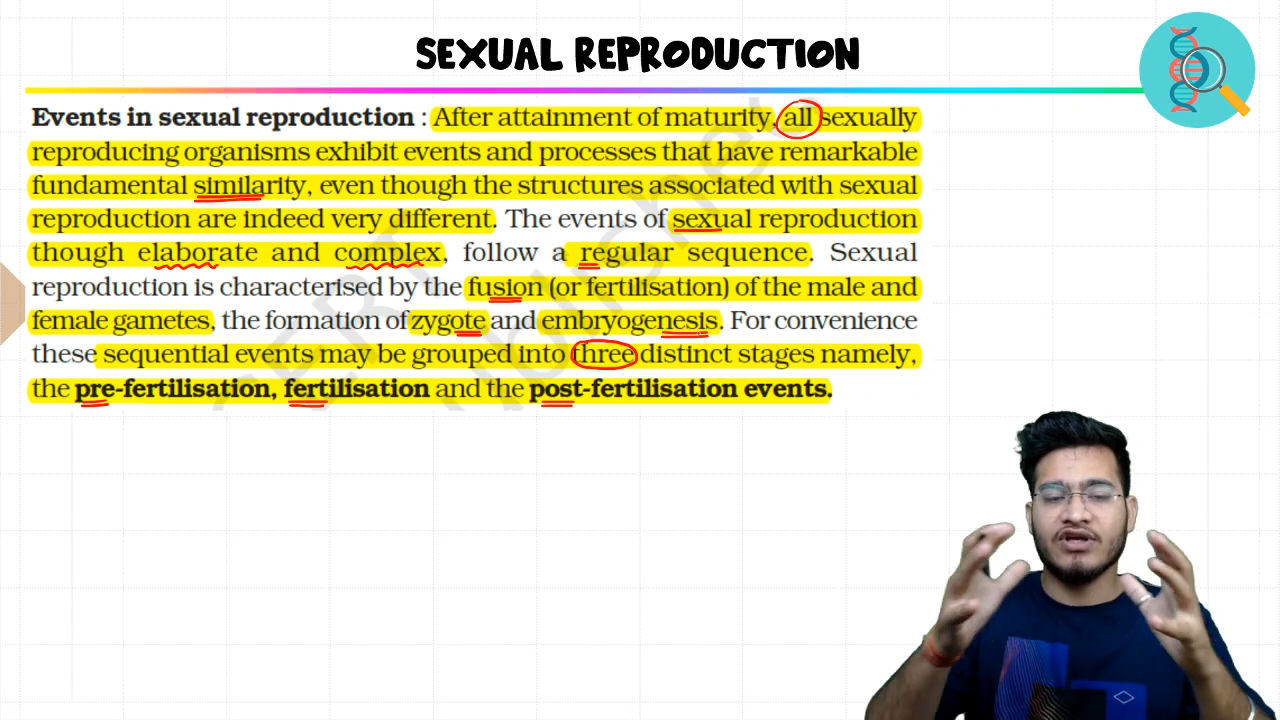 SEXUAL REPRODUCTION
Events in sexual reproduction : After attainment of maturity, all sexually
reproducing organisms exhibit events and processes that have remarkable
fundamental similarity, even though the structures associated with sexual
reproduction are indeed very different. The events of sexual reproduction
though elaborate and complex, follow a regular sequence. Sexual
reproduction is characterised by the fusion (or fertilisation) of the male and
female gametes, the formation of zygote and embryogenesis. For convenience
these sequential events may be grouped into three distinct stages namely,
the pre-fertilisation, fertilisation and the post-fertilisation events.